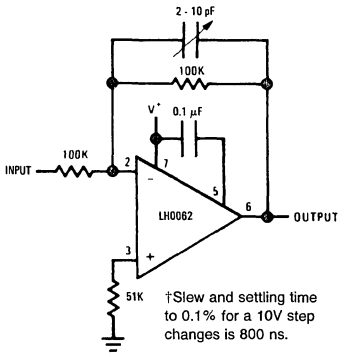 2 - 10 pF
100K
V+ 0.1 μF
100K
INPUT
2
7
−
5
LH0062
6
OUTPUT
3
+
51K
†Slew and settling time
to 0.1% for a 10V step
changes is 800 ns.